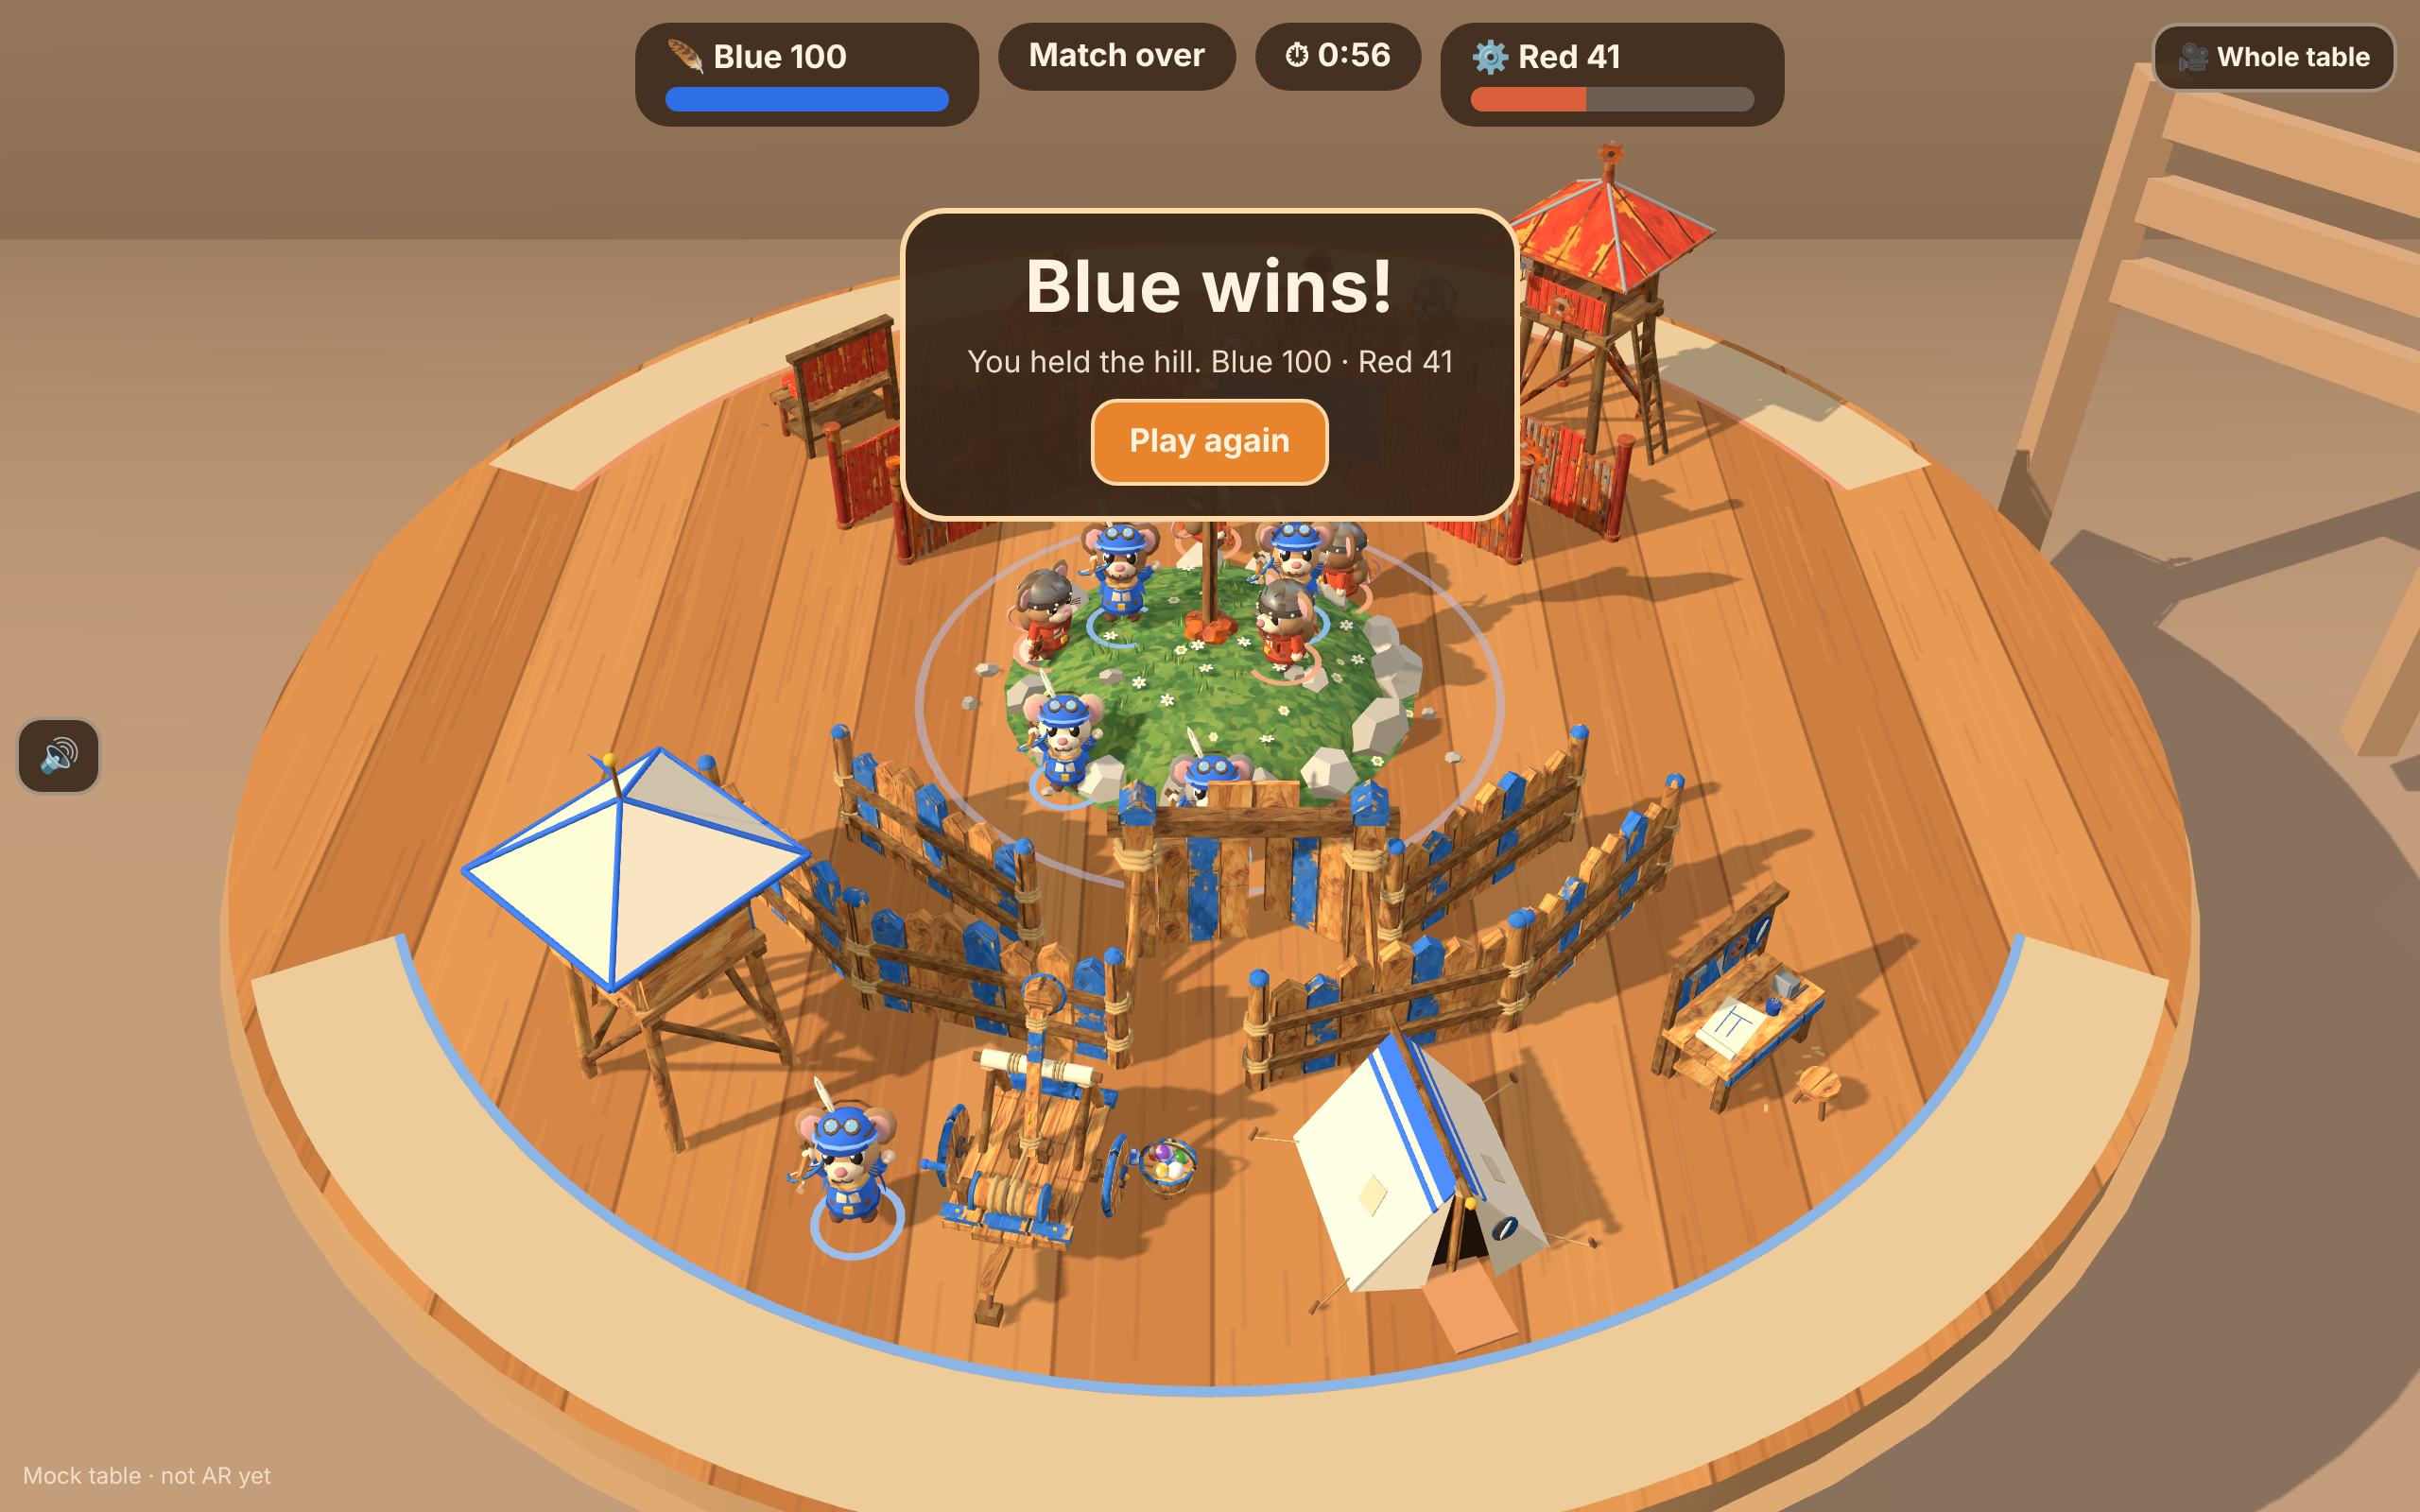 Blue 100
Match over
0:56
Red 41
Whole table
Blue wins!
You held the hill. Blue 100 · Red 41
Play again
Mock table · not AR yet